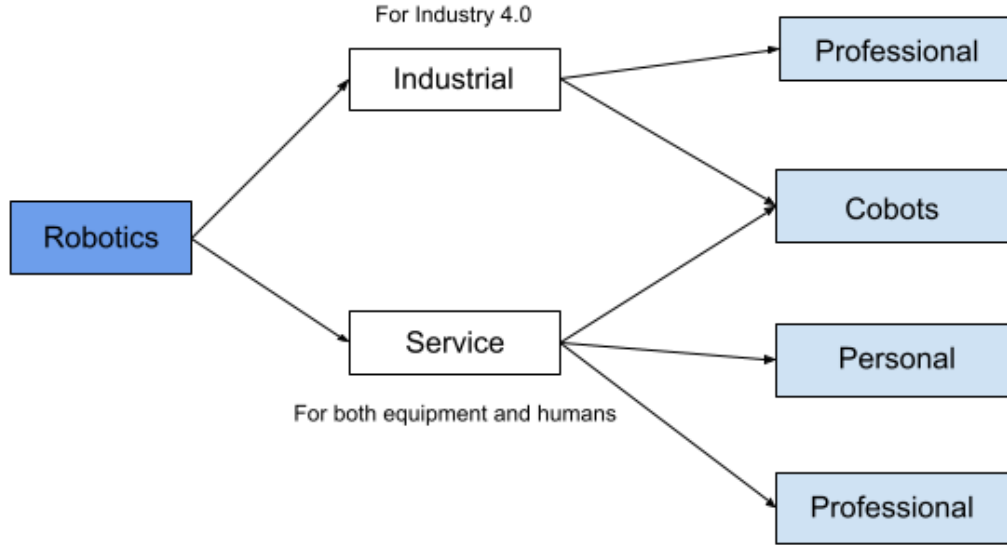 For Industry 4.0
Industrial
Professional
Cobots
Robotics
Service
Personal
For both equipment and humans
Professional